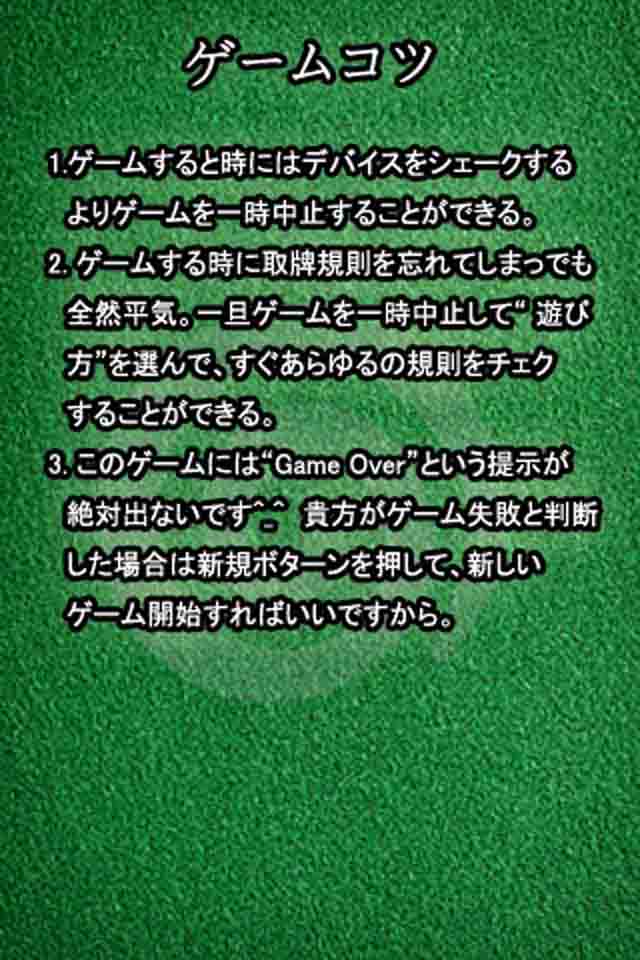 ゲームコツ
1.ゲームすると時にはデバイスをシェークする
よりゲームを一時中止することができる。
2. ゲームする時に取牌規則を忘れてしまっでも
全然平気。一旦ゲームを一時中止して“ 遊び
方”を選んで、すぐあらゆるの規則をチェク
することができる。
3. このゲームには“Game Over”という提示が
絶対出ないです^_^ 貴方がゲーム失敗と判断
した場合は新規ボターンを押して、新しい
ゲーム開始すればいいですから。